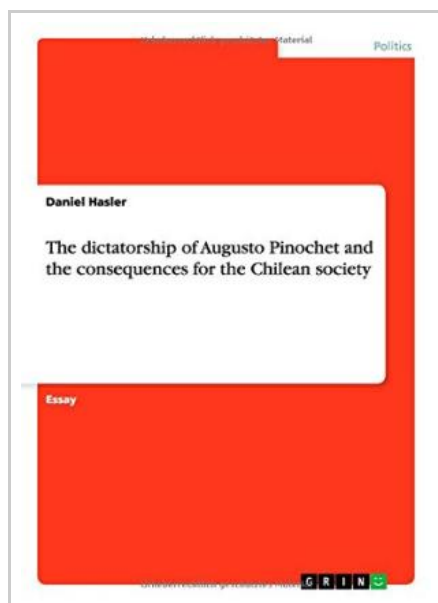 Politics
Daniel Hasler
The dictatorship of Augusto Pinochet and
the consequences for the Chilean society
Essay
GRIN